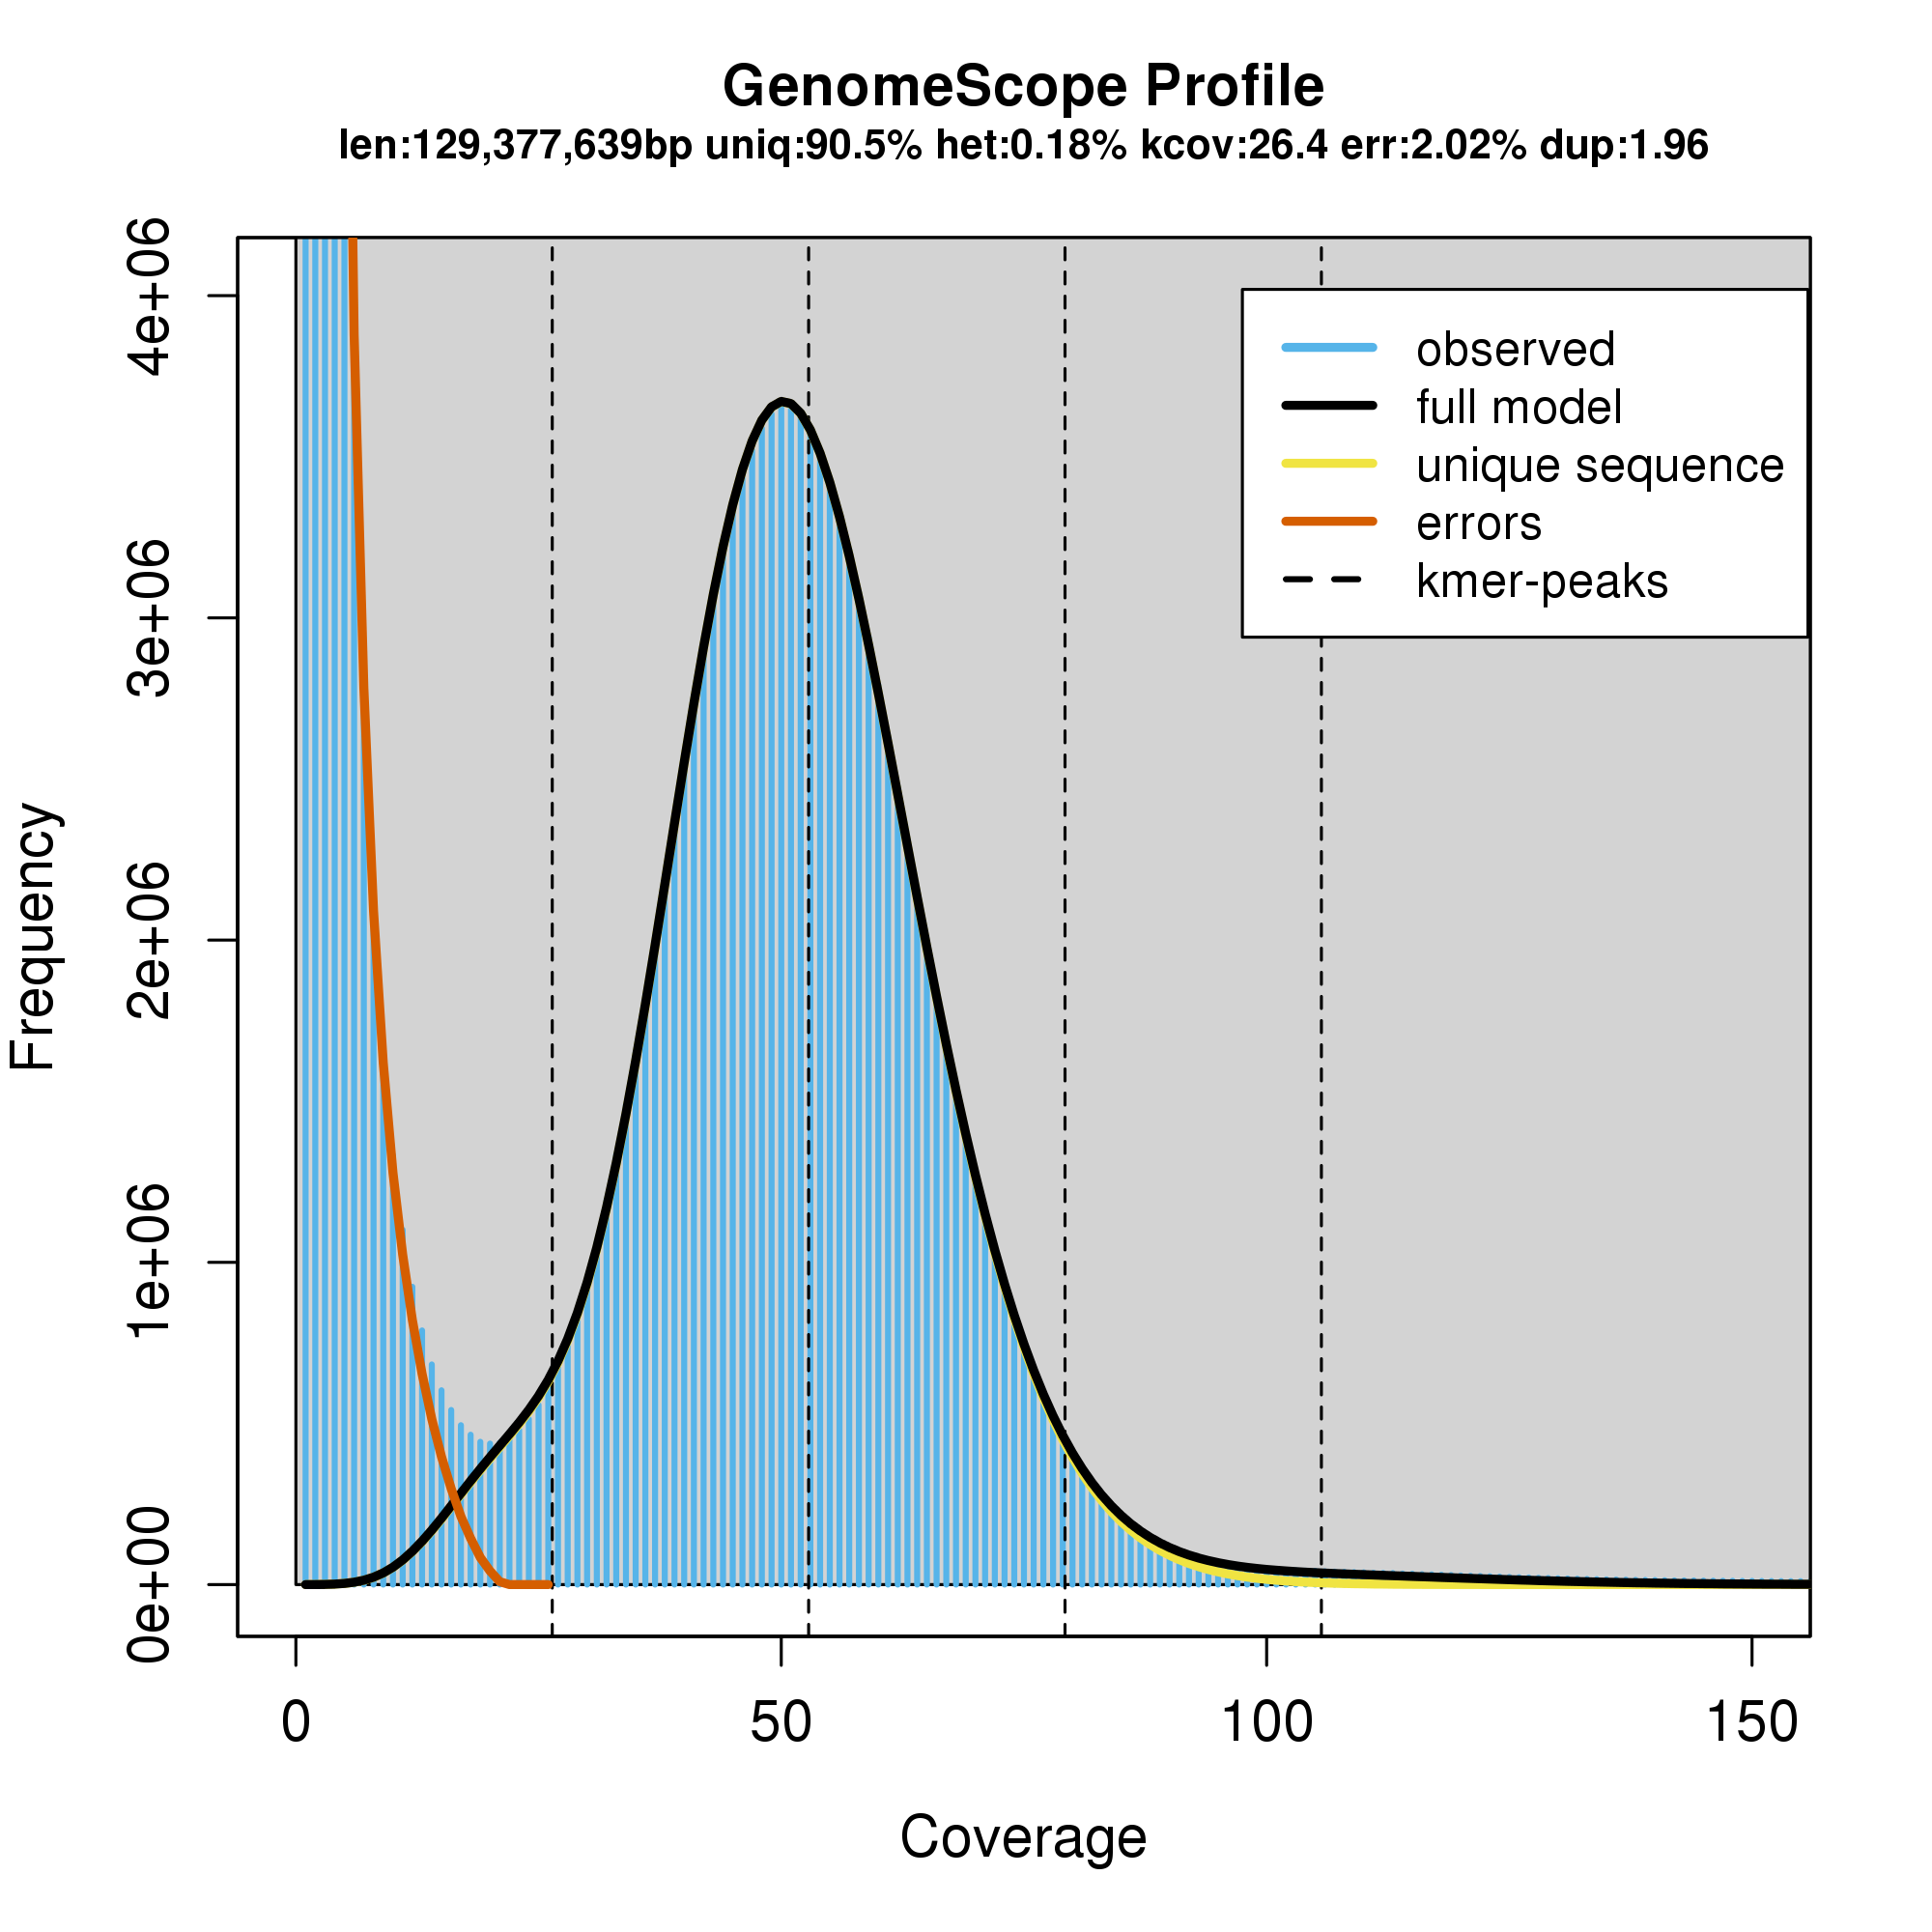 GenomeScope Profile
len:129,377,639bp uniq:90.5% het:0.18% kcov:26.4 err:2.02% dup:1.96
observed
full model
unique sequence
errors
kmer-peaks
Frequency
4e+06
3e+06
2e+06
1e+06
0e+00
0 50 100 150
Coverage